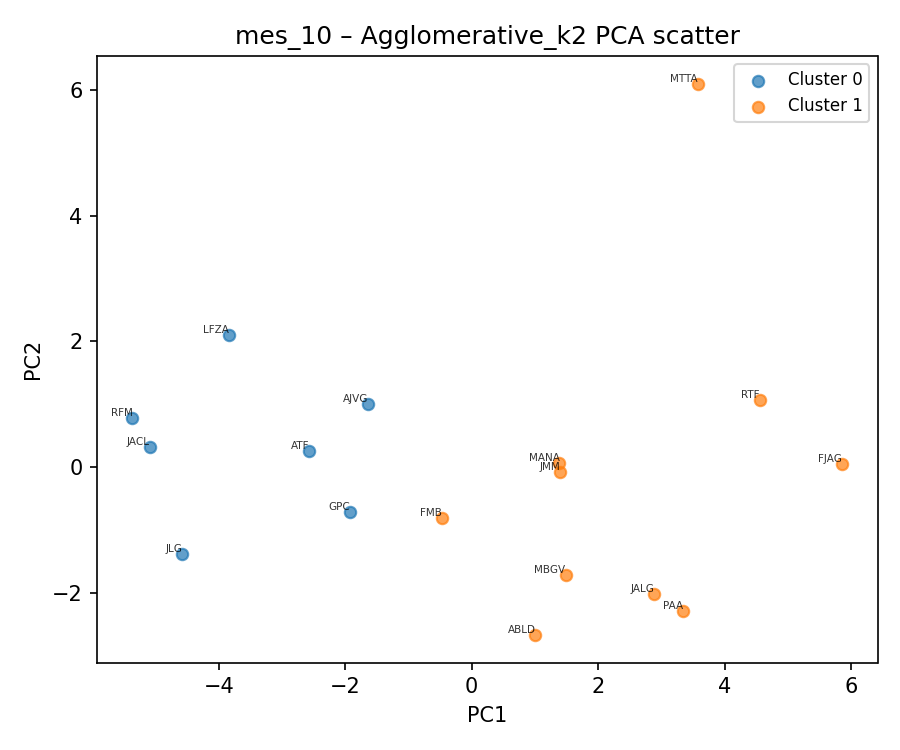 mes_10 – Agglomerative_k2 PCA scatter
Cluster 0
Cluster 1
MTTA
LFZA
RFM
AJVG
JACL
ATF
RTF
MANA
JMM
FJAG
GPC
FMB
JLG
MBGV
JALG
PAA
ABLD
6
4
2
0
−2
PC2
−4
−2
0
2
4
6
PC1